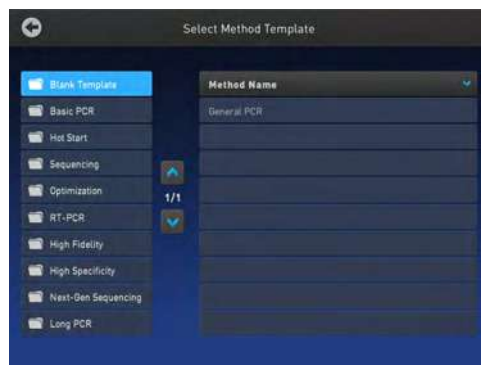 Select Method Template
Blank Template
Basic PCR
Hot Start
Sequencing
Optimization
RT-PCR
High Fidelity
High Specificity
Next-Gen Sequencing
Long PCR
1/1
Method Name
General PCR